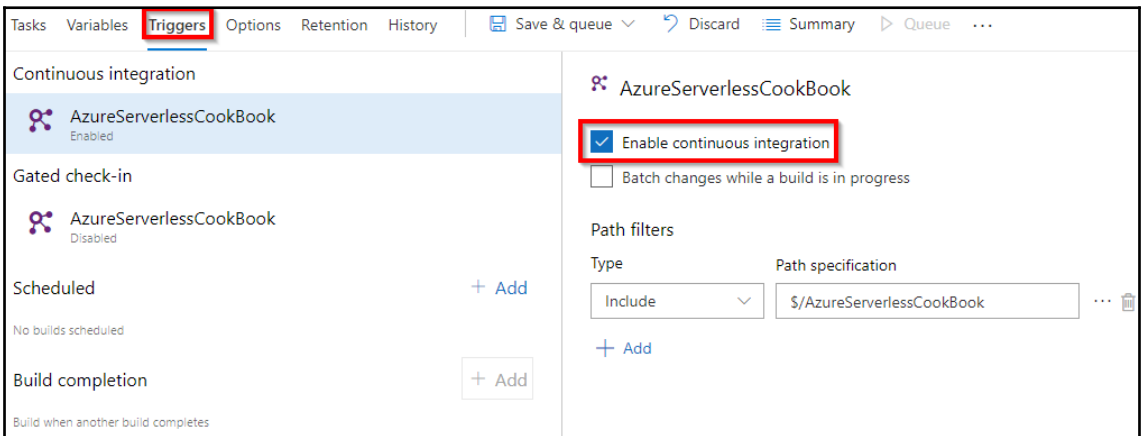 Tasks Variables Triggers Options Retention History Save & queue Discard Summary Queue ...
Continuous integration
AzureServerlessCookBook
Enabled
Gated check-in
AzureServerlessCookBook
Disabled
Scheduled + Add
No builds scheduled
Build completion + Add
Build when another build completes
AzureServerlessCookBook
Enable continuous integration
Batch changes while a build is in progress
Path filters
Type Path specification
Include $/AzureServerlessCookBook ...
+ Add